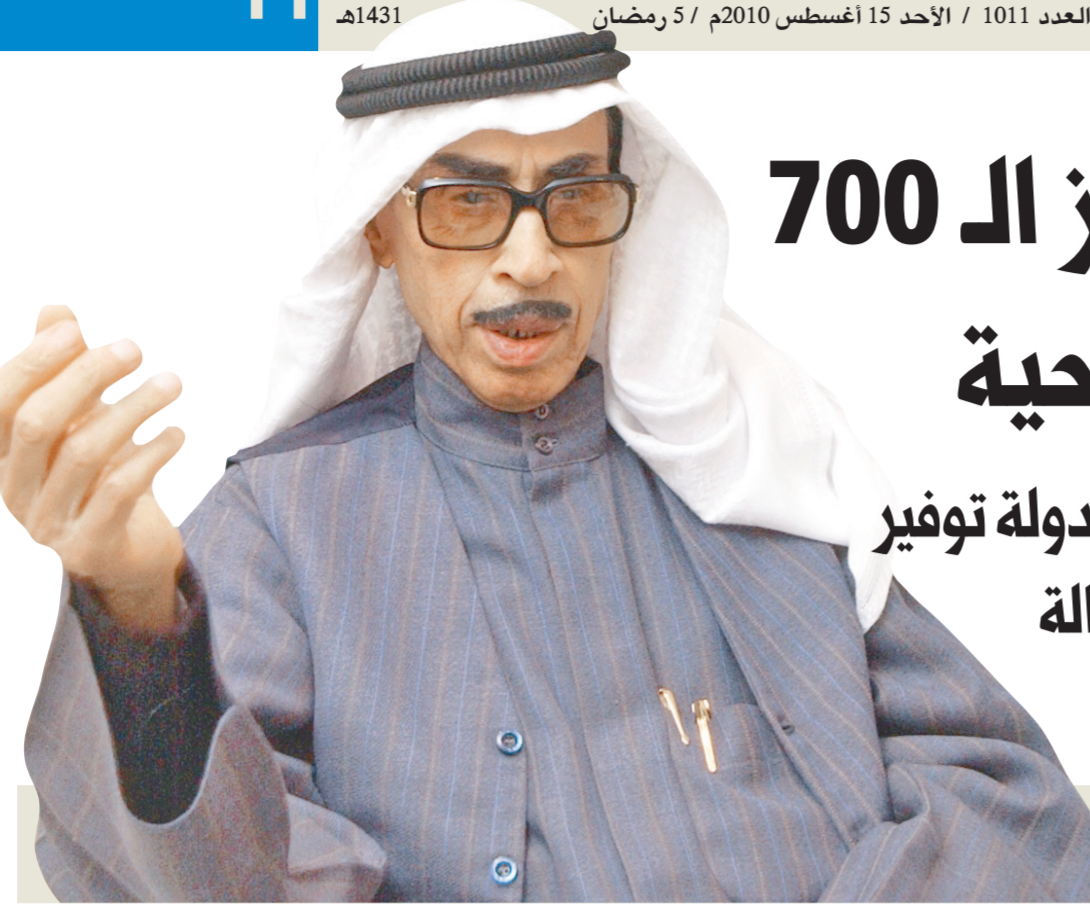 العدد 1011 / الأحد 15 أغسطس 2010م / 5 رمضان 1431هـ
ز الـ 700
حية
دولة توفير
الة